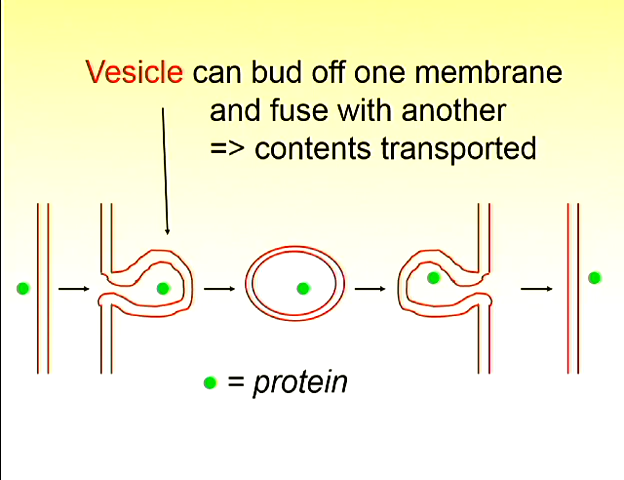 Vesicle can bud off one membrane
and fuse with another
=> contents transported
= protein